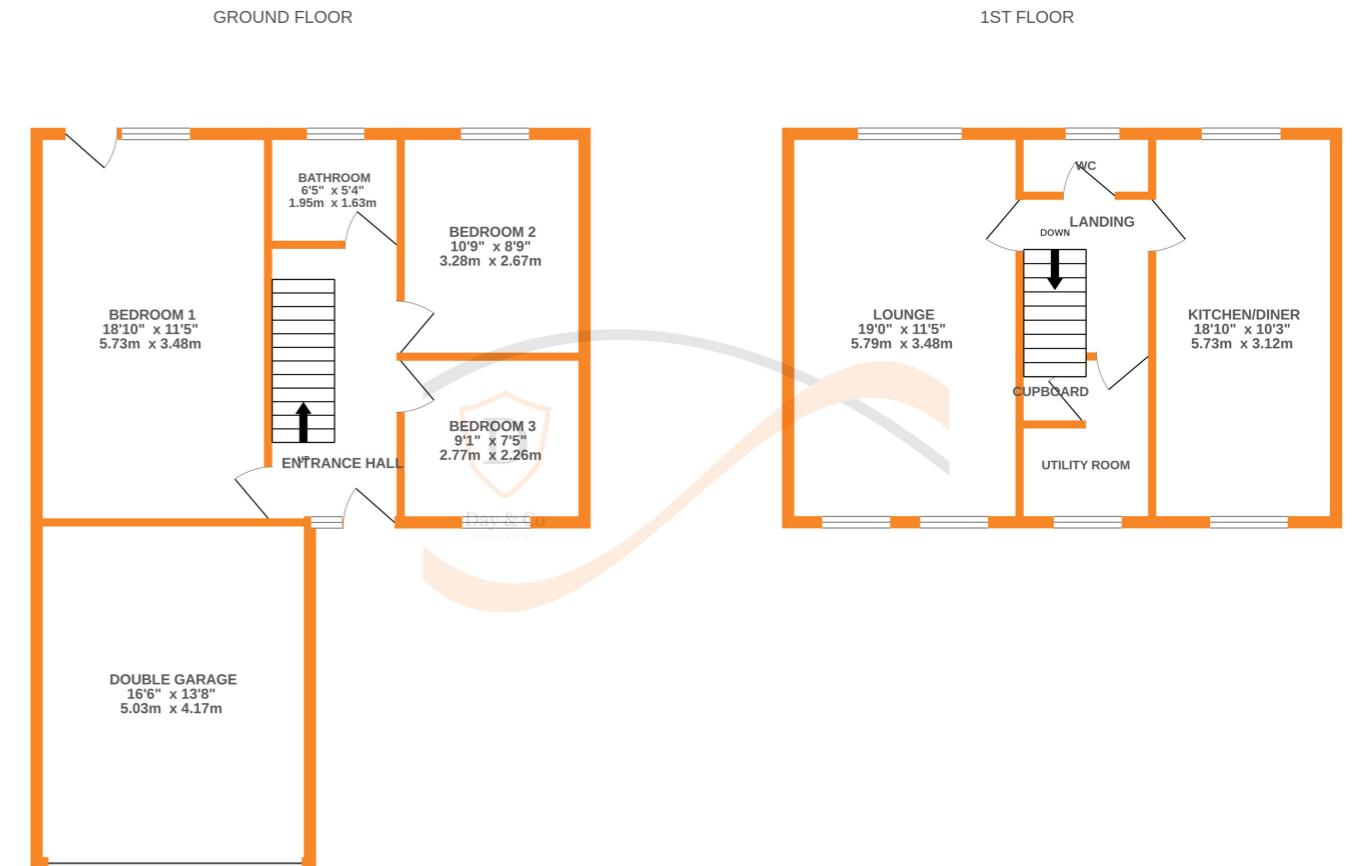 GROUND FLOOR
BATHROOM
6'5" x 5'4"
1.95m x 1.63m
BEDROOM 2
10'9" x 8'9"
3.28m x 2.67m
BEDROOM 1
18'10" x 11'5"
5.73m x 3.48m
BEDROOM 3
9'1" x 7'5"
2.77m x 2.26m
UP
ENTRANCE HALL
D
Day & Co
ESTATE AGENTS
DOUBLE GARAGE
16'6" x 13'8"
5.03m x 4.17m
1ST FLOOR
WC
LANDING
DOWN
LOUNGE
19'0" x 11'5"
5.79m x 3.48m
KITCHEN/DINER
18'10" x 10'3"
5.73m x 3.12m
CUPBOARD
UTILITY ROOM